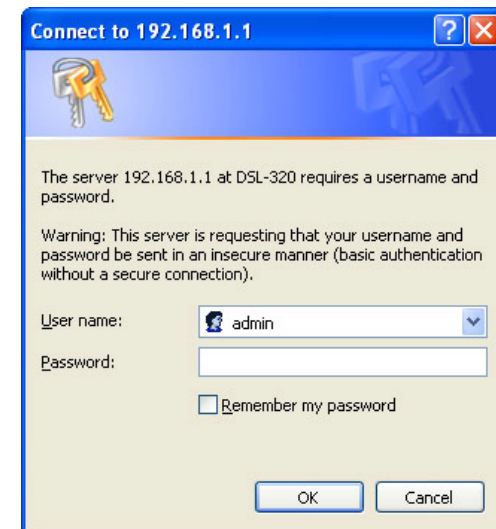 Connect to 192.168.1.1
The server 192.168.1.1 at DSL-320 requires a username and
password.
Warning: This server is requesting that your username and
password be sent in an insecure manner (basic authentication
without a secure connection).
User name:
admin
Password:
Remember my password
OK
Cancel